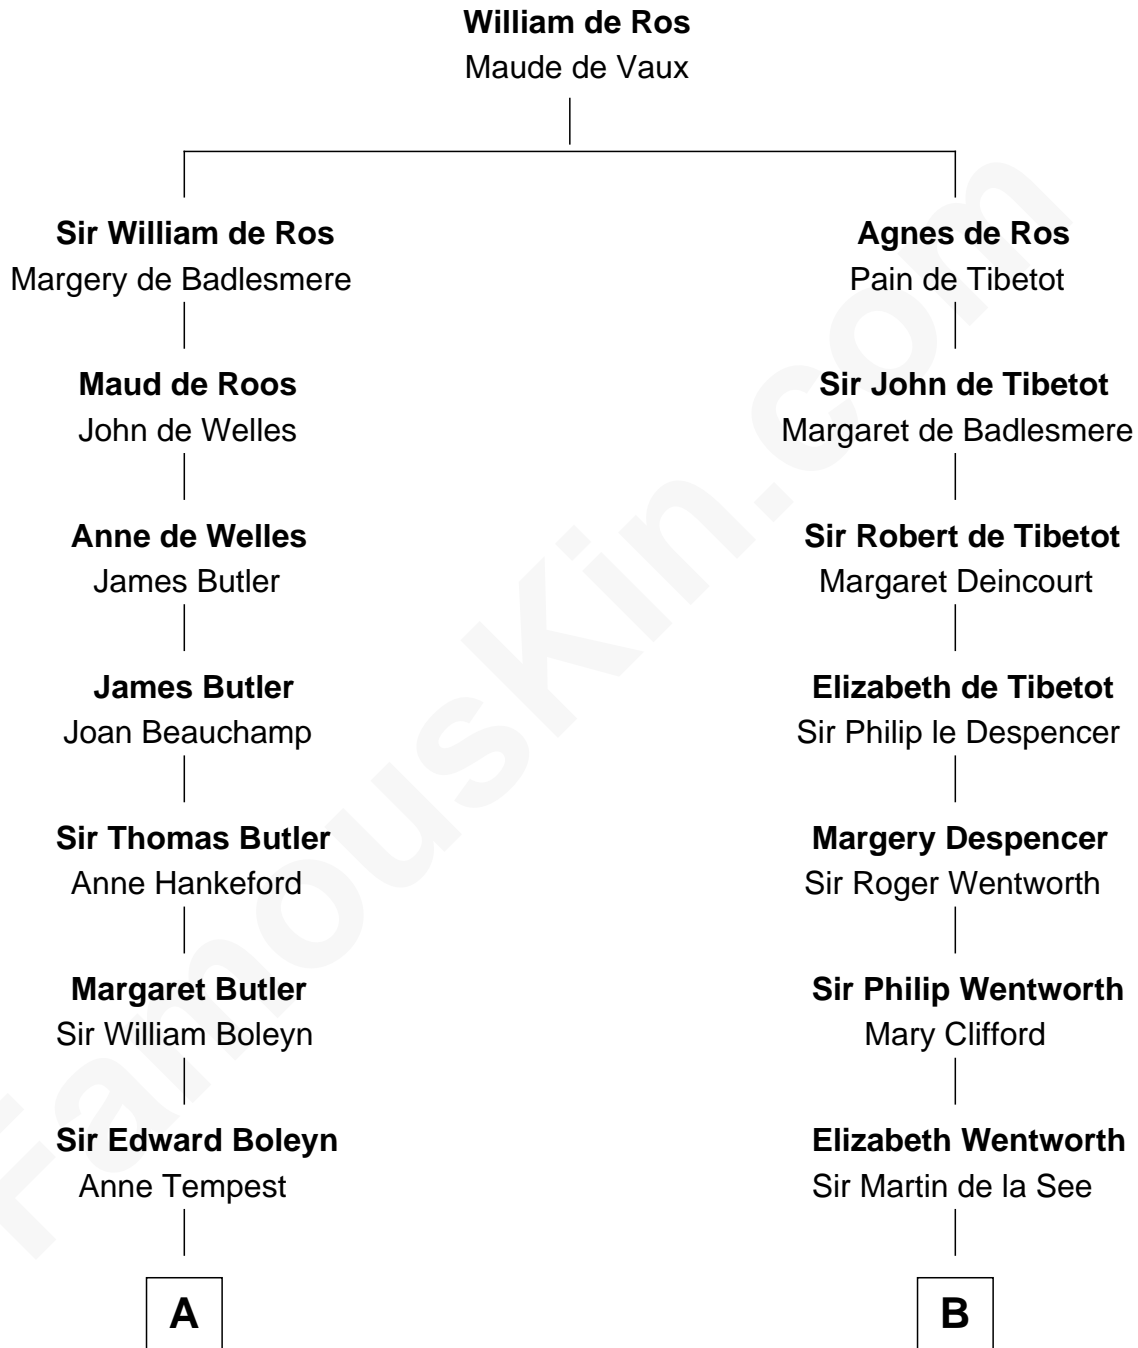 William de Ros
Maude de Vaux
Sir William de Ros
Margery de Badlesmere
Agnes de Ros
Pain de Tibetot
Maud de Roos
John de Welles
Sir John de Tibetot
Margaret de Badlesmere
Anne de Welles
James Butler
Sir Robert de Tibetot
Margaret Deincourt
James Butler
Joan Beauchamp
Elizabeth de Tibetot
Sir Philip le Despencer
Sir Thomas Butler
Anne Hankeford
Margery Despencer
Sir Roger Wentworth
Margaret Butler
Sir William Boleyn
Sir Philip Wentworth
Mary Clifford
Sir Edward Boleyn
Anne Tempest
Elizabeth Wentworth
Sir Martin de la See
A
B
FamousKin.com